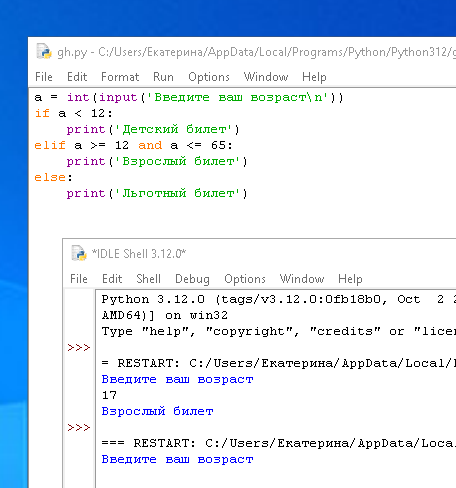 gh.py - C:/Users/Екатерина/AppData/Local/Programs/Python/Python312/g
File Edit Format Run Options Window Help
a = int(input('Введите ваш возраст\n'))
if a < 12:
    print('Детский билет')
elif a >= 12 and a <= 65:
    print('Взрослый билет')
else:
    print('Льготный билет')
*IDLE Shell 3.12.0*
File Edit Shell Debug Options Window Help
Python 3.12.0 (tags/v3.12.0:0fb18b0, Oct 2 2
AMD64)] on win32
Type "help", "copyright", "credits" or "licen
>>>
= RESTART: C:/Users/Екатерина/AppData/Local/
Введите ваш возраст
17
Взрослый билет
>>>
=== RESTART: C:/Users/Екатерина/AppData/Loca
Введите ваш возраст